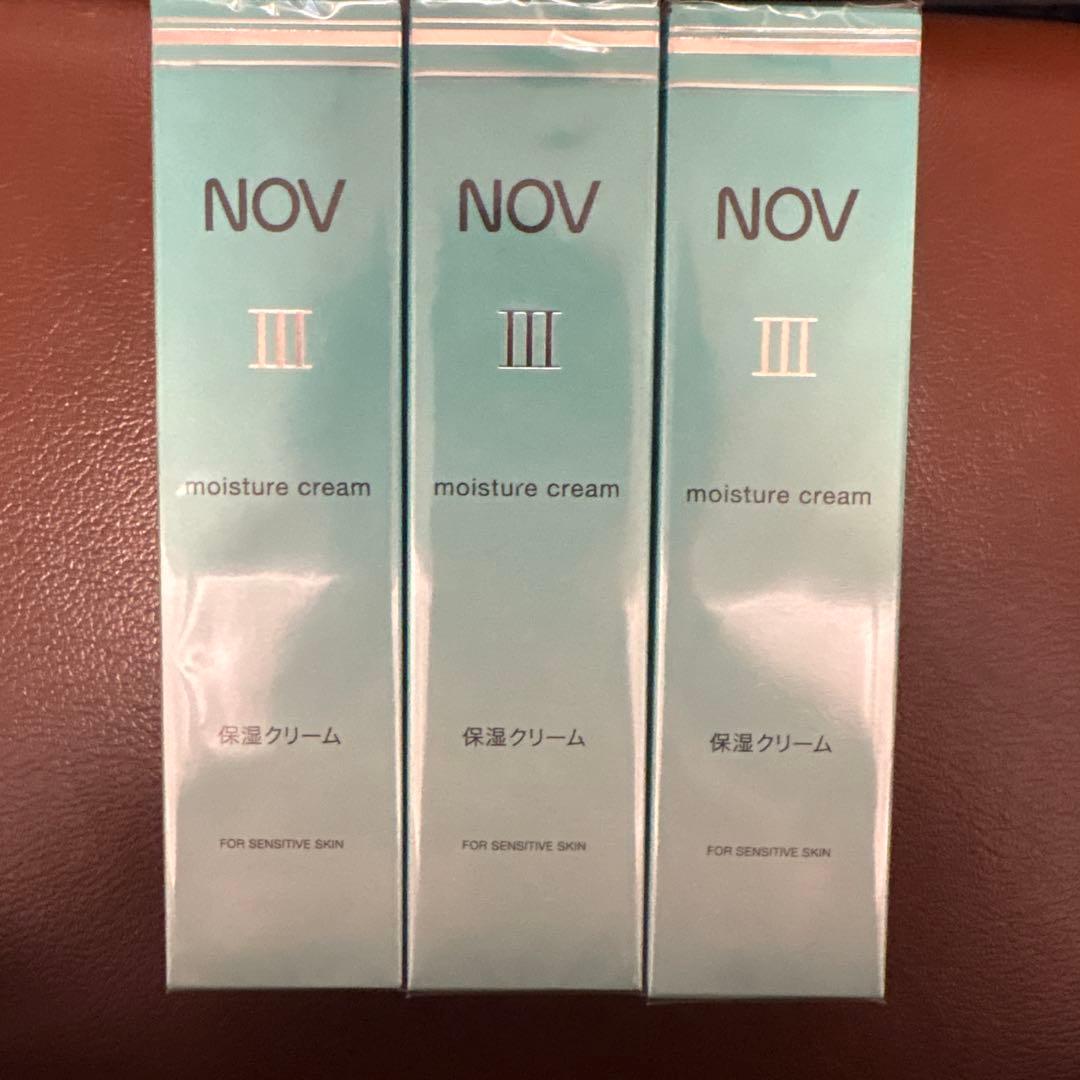 NOV
III
moisture cream
保湿クリーム
FOR SENSITIVE SKIN
NOV
III
moisture cream
保湿クリーム
FOR SENSITIVE SKIN
NOV
III
moisture cream
保湿クリーム
FOR SENSITIVE SKIN